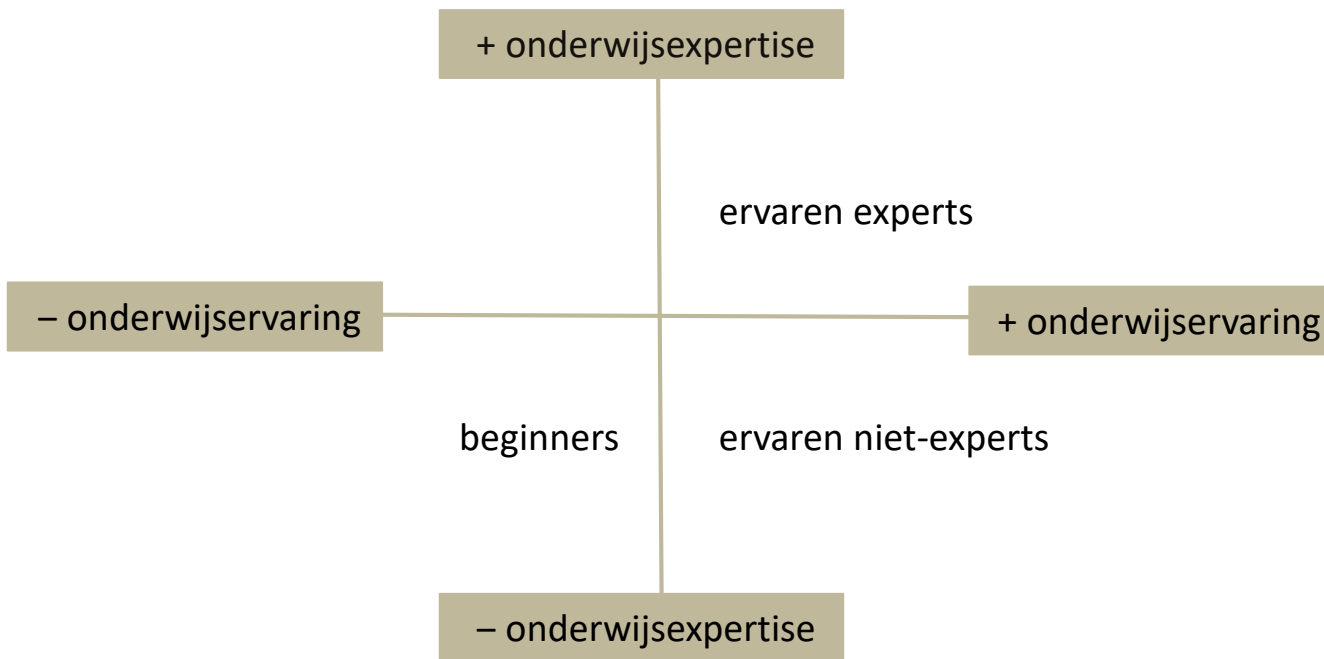 + onderwijsexpertise
ervaren experts
– onderwijservaring
+ onderwijservaring
beginners
ervaren niet-experts
– onderwijsexpertise